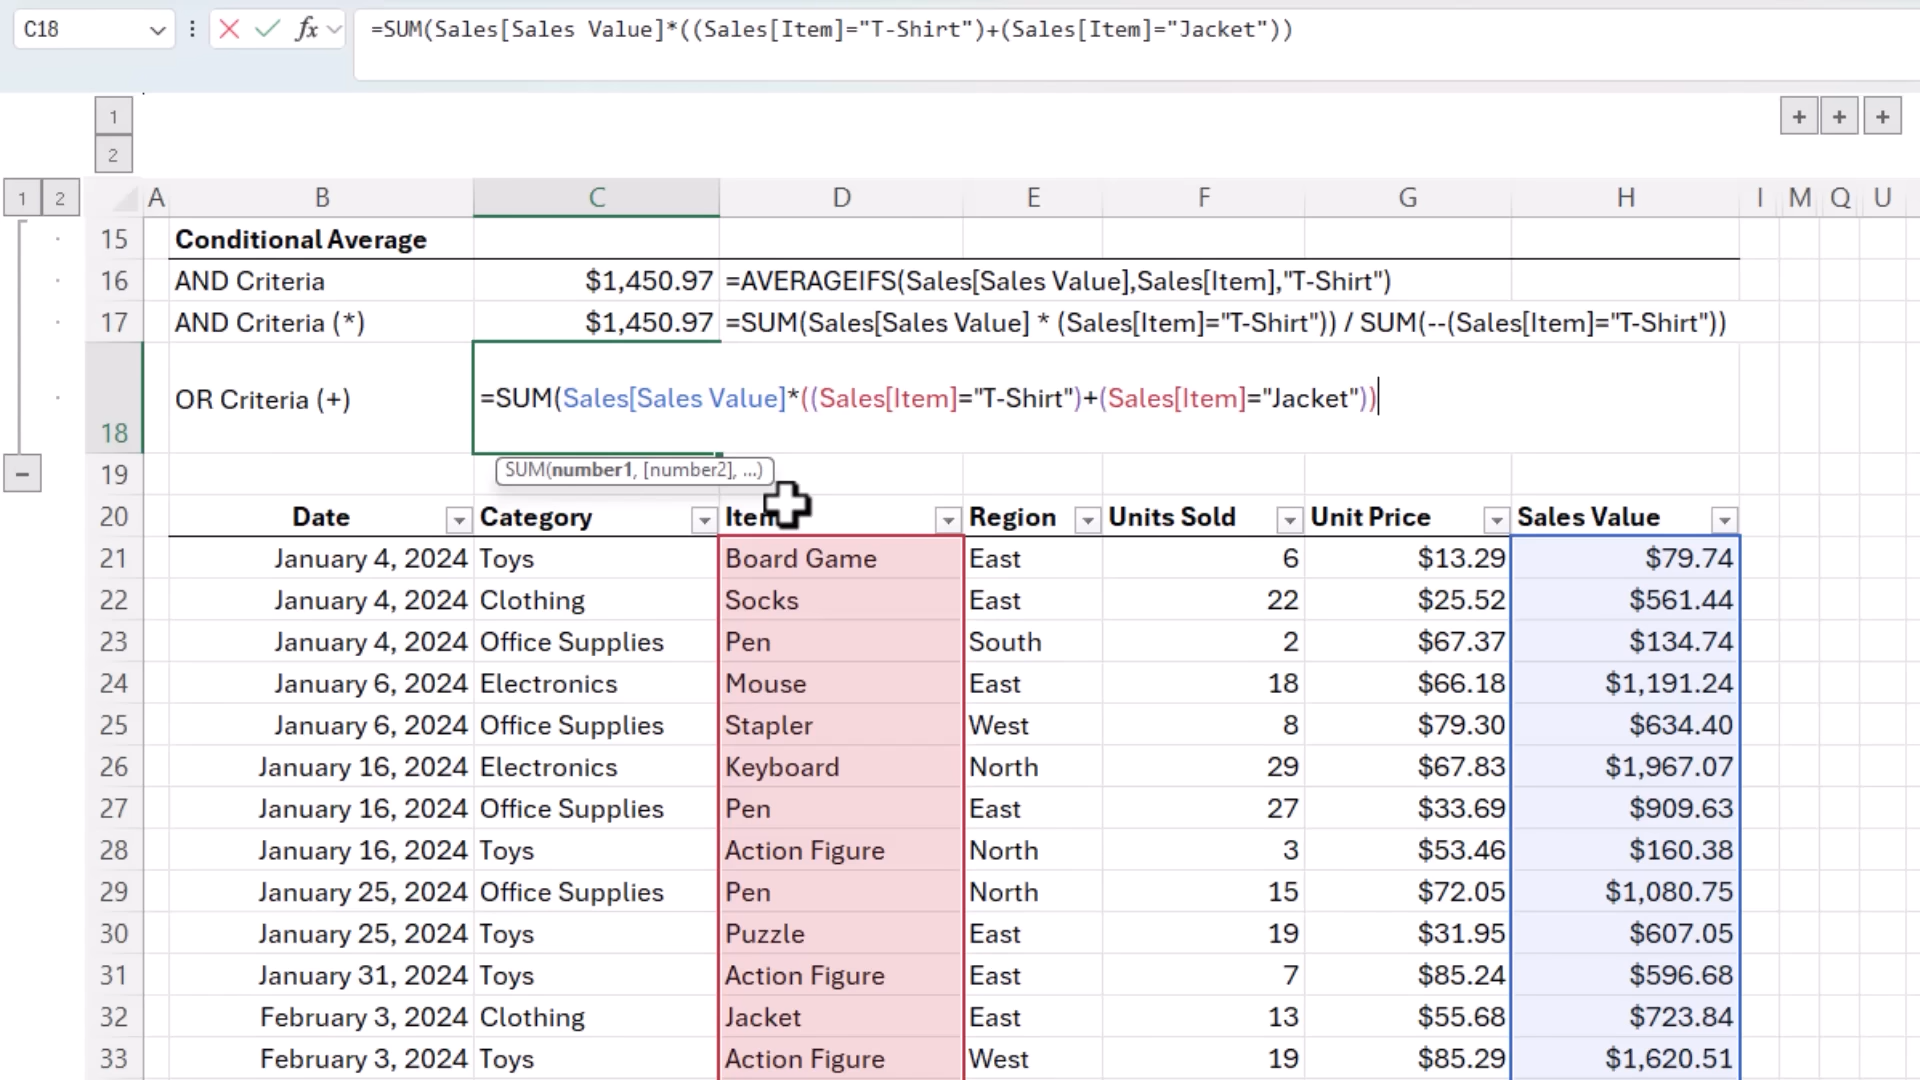 C18 fx =SUM(Sales[Sales Value]*((Sales[Item]="T-Shirt")+(Sales[Item]="Jacket"))
1
2
+ + +
1 2 A B C D E F G H I M Q U
15 Conditional Average
16 AND Criteria $1,450.97 =AVERAGEIFS(Sales[Sales Value],Sales[Item],"T-Shirt")
17 AND Criteria (*) $1,450.97 =SUM(Sales[Sales Value] * (Sales[Item]="T-Shirt")) / SUM(--(Sales[Item]="T-Shirt"))
18 OR Criteria (+) =SUM(Sales[Sales Value]*((Sales[Item]="T-Shirt")+(Sales[Item]="Jacket"))
SUM(number1, [number2], ...)
19
20 Date Category Item Region Units Sold Unit Price Sales Value
21 January 4, 2024 Toys Board Game East 6 $13.29 $79.74
22 January 4, 2024 Clothing Socks East 22 $25.52 $561.44
23 January 4, 2024 Office Supplies Pen South 2 $67.37 $134.74
24 January 6, 2024 Electronics Mouse East 18 $66.18 $1,191.24
25 January 6, 2024 Office Supplies Stapler West 8 $79.30 $634.40
26 January 16, 2024 Electronics Keyboard North 29 $67.83 $1,967.07
27 January 16, 2024 Office Supplies Pen East 27 $33.69 $909.63
28 January 16, 2024 Toys Action Figure North 3 $53.46 $160.38
29 January 25, 2024 Office Supplies Pen North 15 $72.05 $1,080.75
30 January 25, 2024 Toys Puzzle East 19 $31.95 $607.05
31 January 31, 2024 Toys Action Figure East 7 $85.24 $596.68
32 February 3, 2024 Clothing Jacket East 13 $55.68 $723.84
33 February 3, 2024 Toys Action Figure West 19 $85.29 $1,620.51